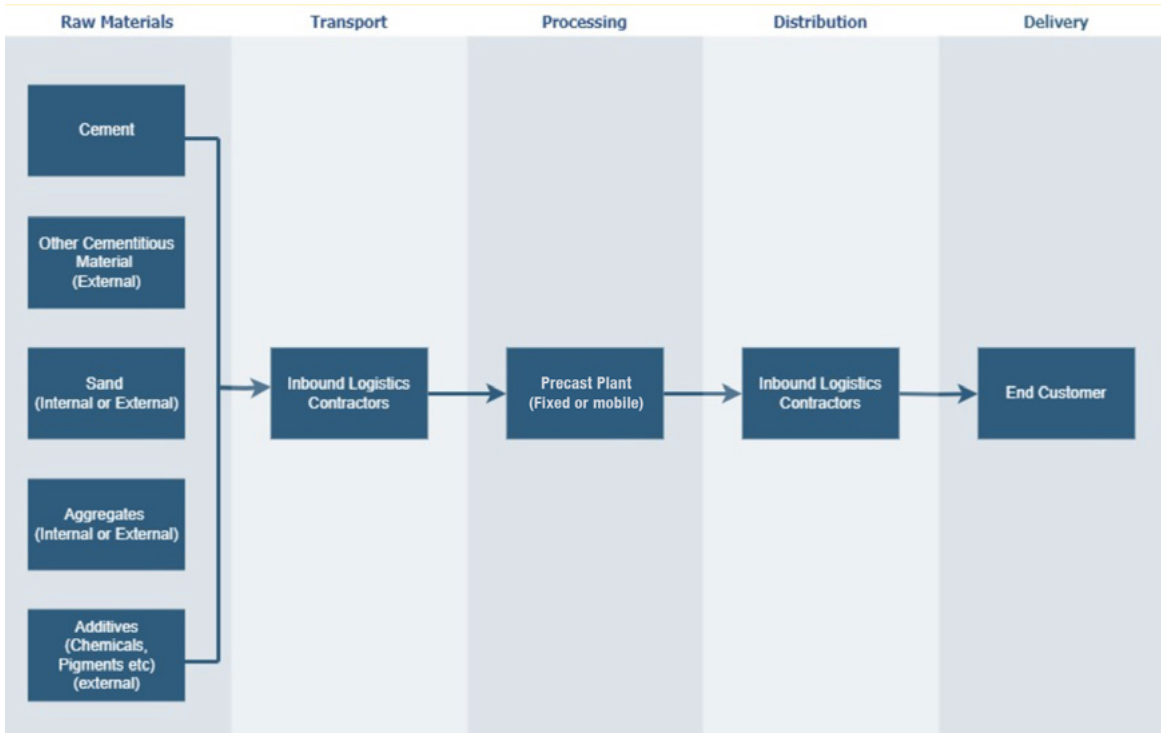 Raw Materials
Transport
Processing
Distribution
Delivery
Cement
Other Cementitious
Material
(External)
Sand
(Internal or External)
Aggregates
(Internal or External)
Additives
(Chemicals,
Pigments etc)
(external)
Inbound Logistics
Contractors
Precast Plant
(Fixed or mobile)
Inbound Logistics
Contractors
End Customer